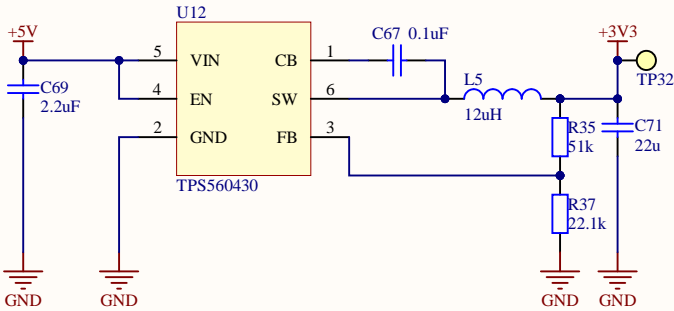 U12
+5V
C67 0.1uF
+3V3
5 VIN CB 1
TP32
C69
2.2uF
4 EN SW 6
L5
12uH
2 GND FB 3
R35
51k
C71
22u
TPS560430
R37
22.1k
GND GND GND GND